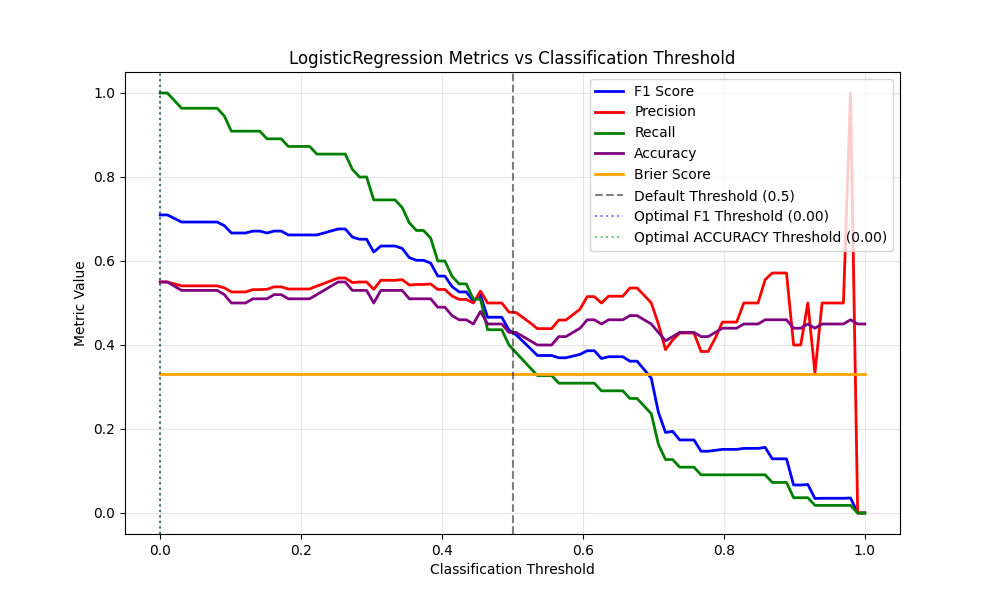 LogisticRegression Metrics vs Classification Threshold
Metric Value
1.0
0.8
0.6
0.4
0.2
0.0
F1 Score
Precision
Recall
Accuracy
Brier Score
Default Threshold (0.5)
Optimal F1 Threshold (0.00)
Optimal ACCURACY Threshold (0.00)
0.0 0.2 0.4 0.6 0.8 1.0
Classification Threshold